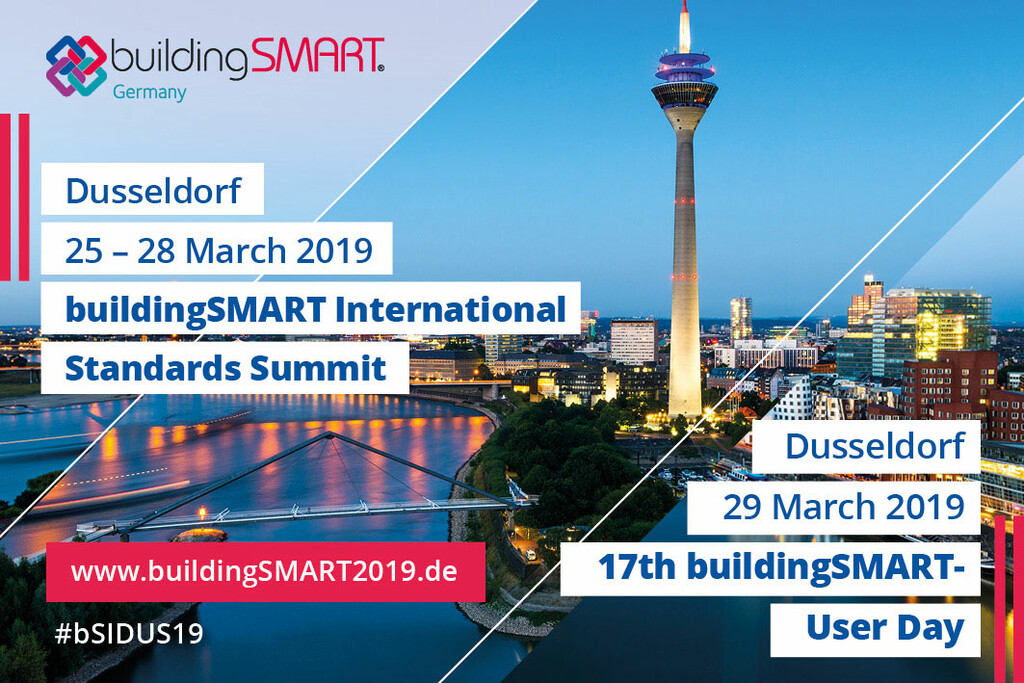 buildingSMART®
Germany
Dusseldorf
25 – 28 March 2019
buildingSMART International
Standards Summit
Dusseldorf
29 March 2019
17th buildingSMART-
User Day
www.buildingSMART2019.de
#bSIDUS19